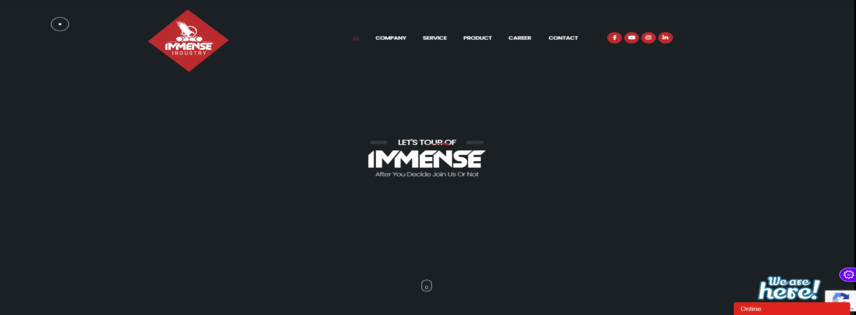 IMMENSE
INDUSTRY
COMPANY SERVICE PRODUCT CAREER CONTACT
LET'S TOUR OF
IMMENSE
After You Decide Join Us Or Not
We are
here!
Online